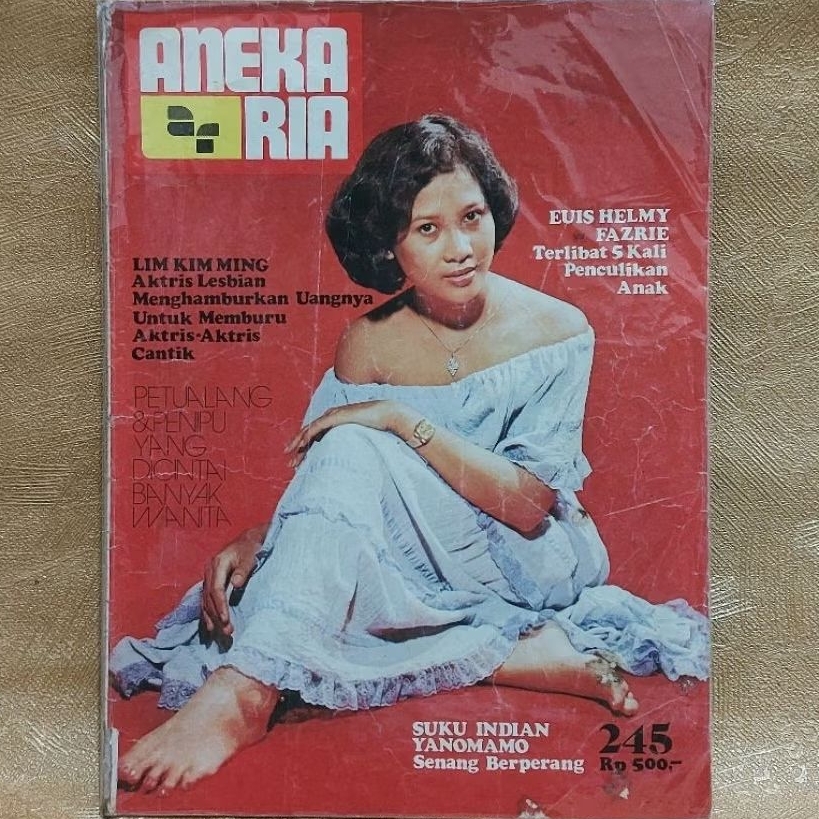 ANEKA
RIA
ar
LIM KIM MING
Aktris Lesbian
Menghamburkan Uangnya
Untuk Memburu
Aktris-Aktris
Cantik
PETUALANG
& PENIPU
YANG
DICINTAI
BANYAK
WANITA
EUIS HELMY
FAZRIE
Terlibat 5 Kali
Penculikan
Anak
SUKU INDIAN
YANOMAMO
Senang Berperang
245
Rp 500,-